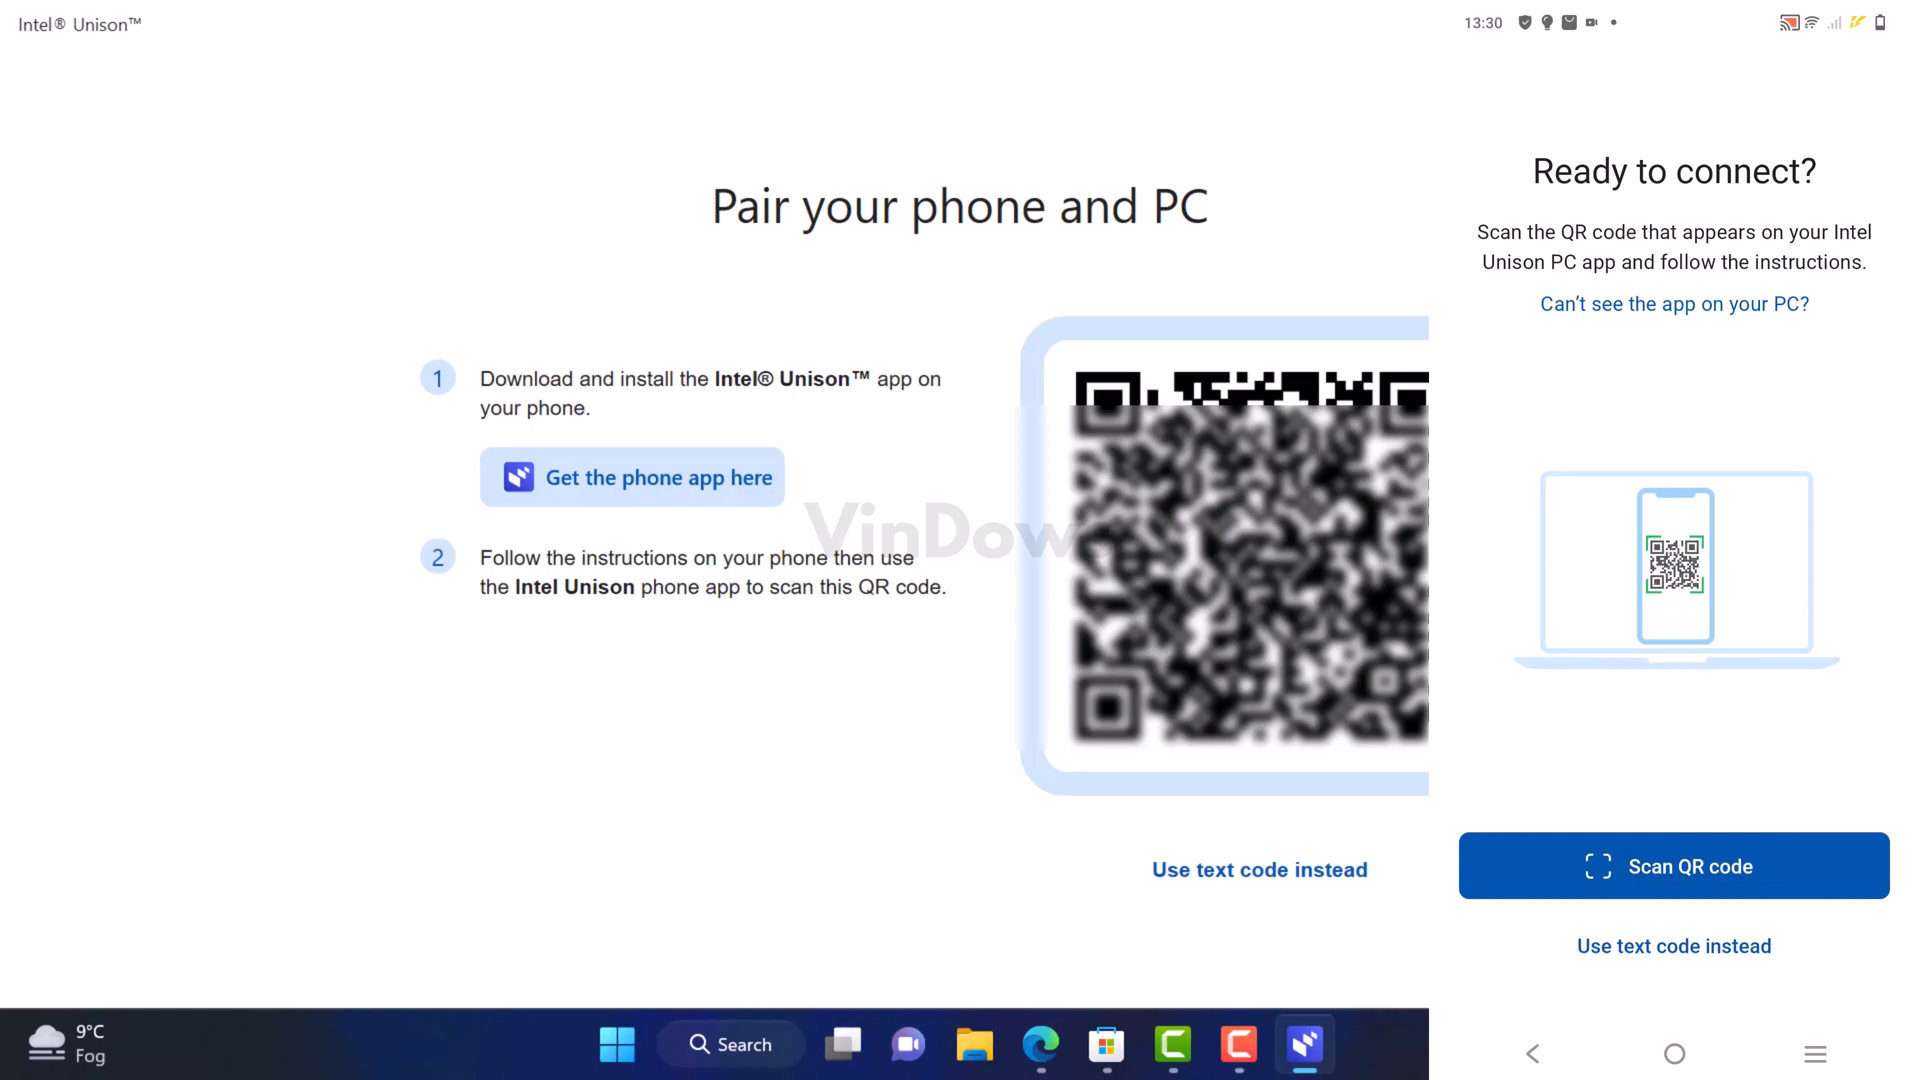 Intel® Unison™
Pair your phone and PC
1
Download and install the Intel® Unison™ app on
your phone.
Get the phone app here
2
Follow the instructions on your phone then use
the Intel Unison phone app to scan this QR code.
VinDow
Use text code instead
9°C
Fog
Search
13:30
Ready to connect?
Scan the QR code that appears on your Intel
Unison PC app and follow the instructions.
Can’t see the app on your PC?
Scan QR code
Use text code instead